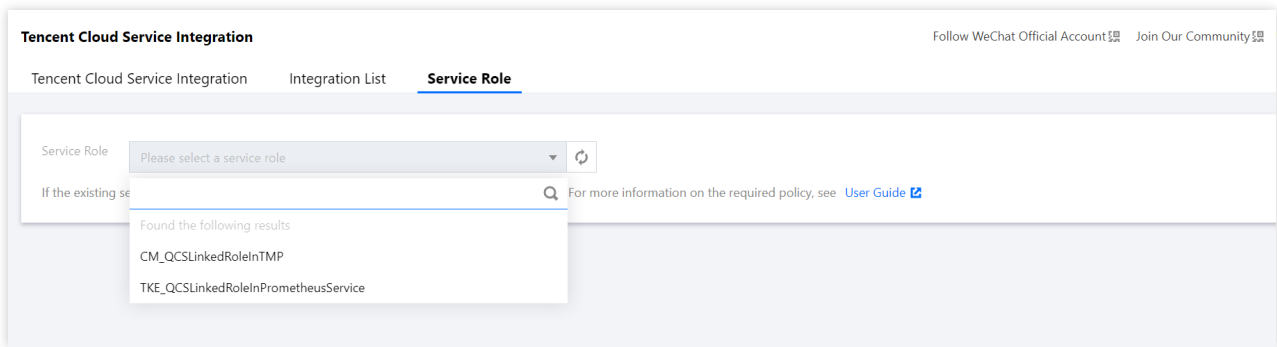 Tencent Cloud Service Integration
Follow WeChat Official Account Join Our Community
Tencent Cloud Service Integration Integration List Service Role
Service Role Please select a service role
If the existing se For more information on the required policy, see User Guide
Found the following results
CM_QCSLinkedRoleInTMP
TKE_QCSLinkedRoleInPrometheusService